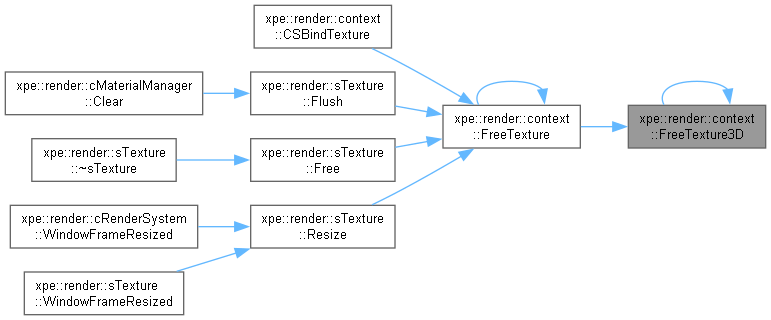 xpe::render::context
::CSBindTexture
xpe::render::cMaterialManager
::Clear
xpe::render::sTexture
::Flush
xpe::render::context
::FreeTexture
xpe::render::context
::FreeTexture3D
xpe::render::sTexture
::~sTexture
xpe::render::sTexture
::Free
xpe::render::cRenderSystem
::WindowFrameResized
xpe::render::sTexture
::Resize
xpe::render::sTexture
::WindowFrameResized